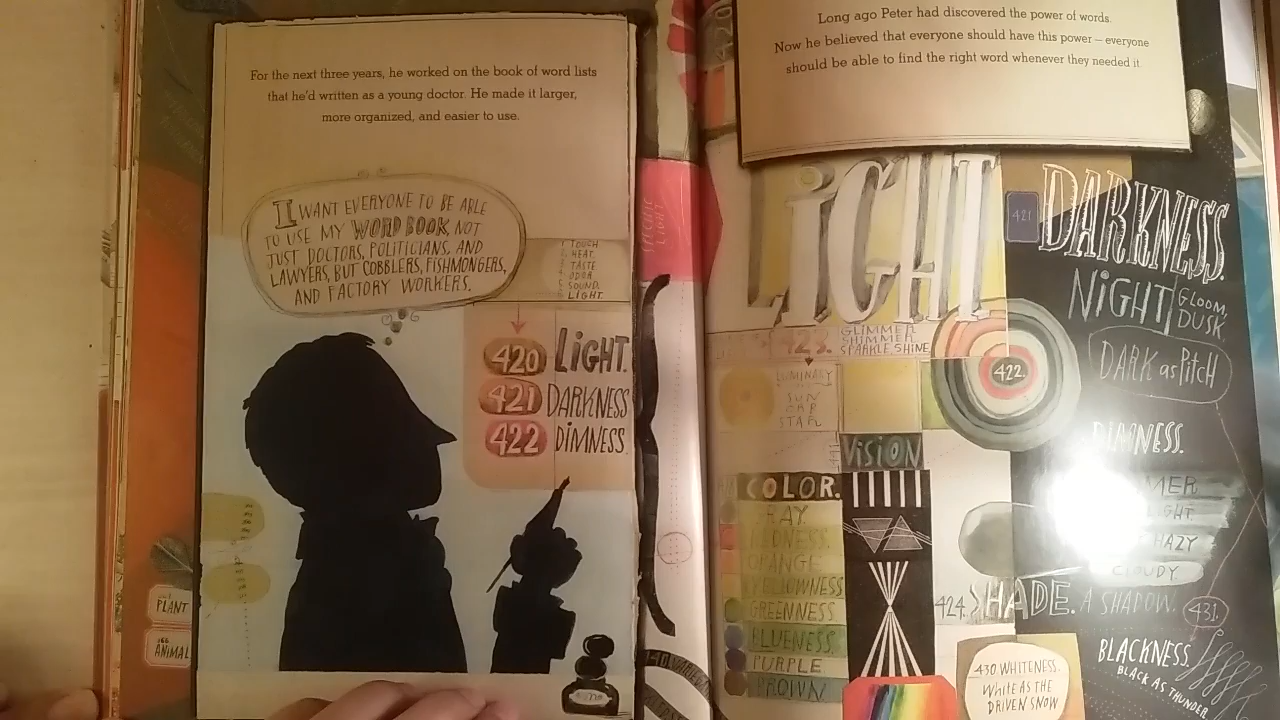 For the next three years, he worked on the book of word lists
that he'd written as a young doctor. He made it larger,
more organized, and easier to use.
I WANT EVERYONE TO BE ABLE
TO USE MY WORD BOOK, NOT
JUST DOCTORS, POLITICIANS, AND
LAWYERS, BUT COBBLERS, FISHMONGERS,
AND FACTORY WORKERS.
TOUCH
HEAT.
TASTE
ODOR
SOUND.
LIGHT.
420 LIGHT.
421 DARKNESS
422 DIMNESS.
PLANT
ANIMAL
SPECIFIC
LIGHT
Long ago Peter had discovered the power of words.
Now he believed that everyone should have this power – everyone
should be able to find the right word whenever they needed it
LiGHT
423.
GLIMMER
SHIMMER
SPARKLE, SHINE
LUMINARY
SUN
ORB
STAR
ViSiON
COLOR.
REDNESS.
ORANGE
YELLOWNESS
GREENNESS
BLUENESS.
PURPLE
BROWN
421
DARKNESS.
NiGHT
GLOOM,
DUSK.
DARK as PitCH
422.
DIMNESS.
HAZY
CLOUDY.
424. SHADE. A SHADOW.
431.
BLACKNESS.
BLACK AS THUNDER
430. WHITENESS.
WHITE AS THE
DRIVEN SNOW